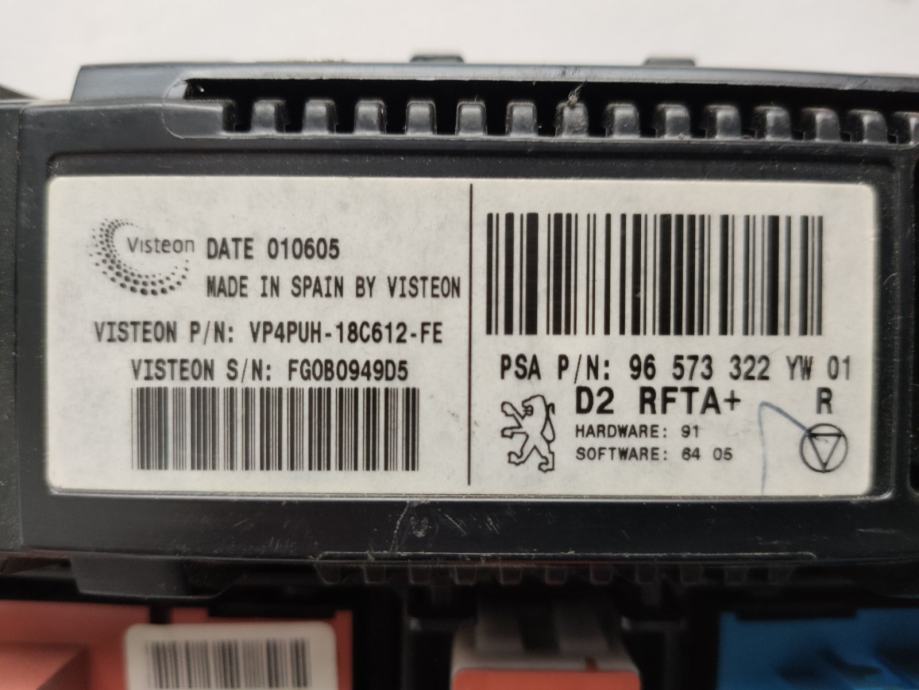 Visteon DATE 010605
MADE IN SPAIN BY VISTEON
VISTEON P/N: VP4PUH-18C612-FE
VISTEON S/N: FG0B0949D5
PSA P/N: 96 573 322 YW 01
D2 RFTA+ R
HARDWARE: 91
SOFTWARE: 64 05